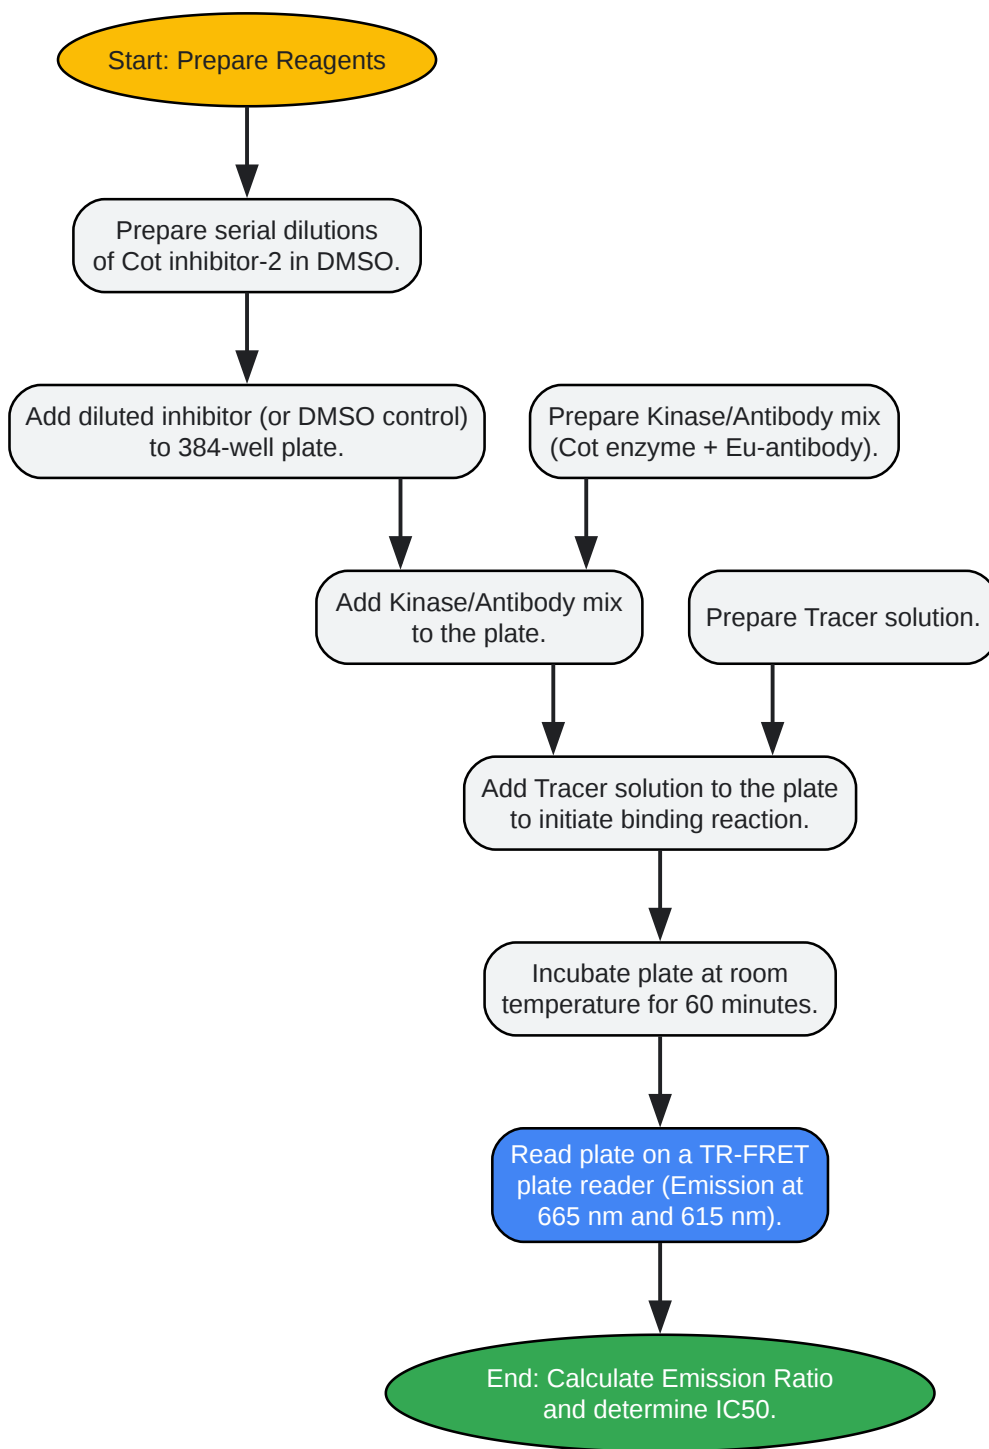 Start: Prepare Reagents
Prepare serial dilutions
of Cot inhibitor-2 in DMSO.
Add diluted inhibitor (or DMSO control)
to 384-well plate.
Prepare Kinase/Antibody mix
(Cot enzyme + Eu-antibody).
Add Kinase/Antibody mix
to the plate.
Prepare Tracer solution.
Add Tracer solution to the plate
to initiate binding reaction.
Incubate plate at room
temperature for 60 minutes.
Read plate on a TR-FRET
plate reader (Emission at
665 nm and 615 nm).
End: Calculate Emission Ratio
and determine IC50.